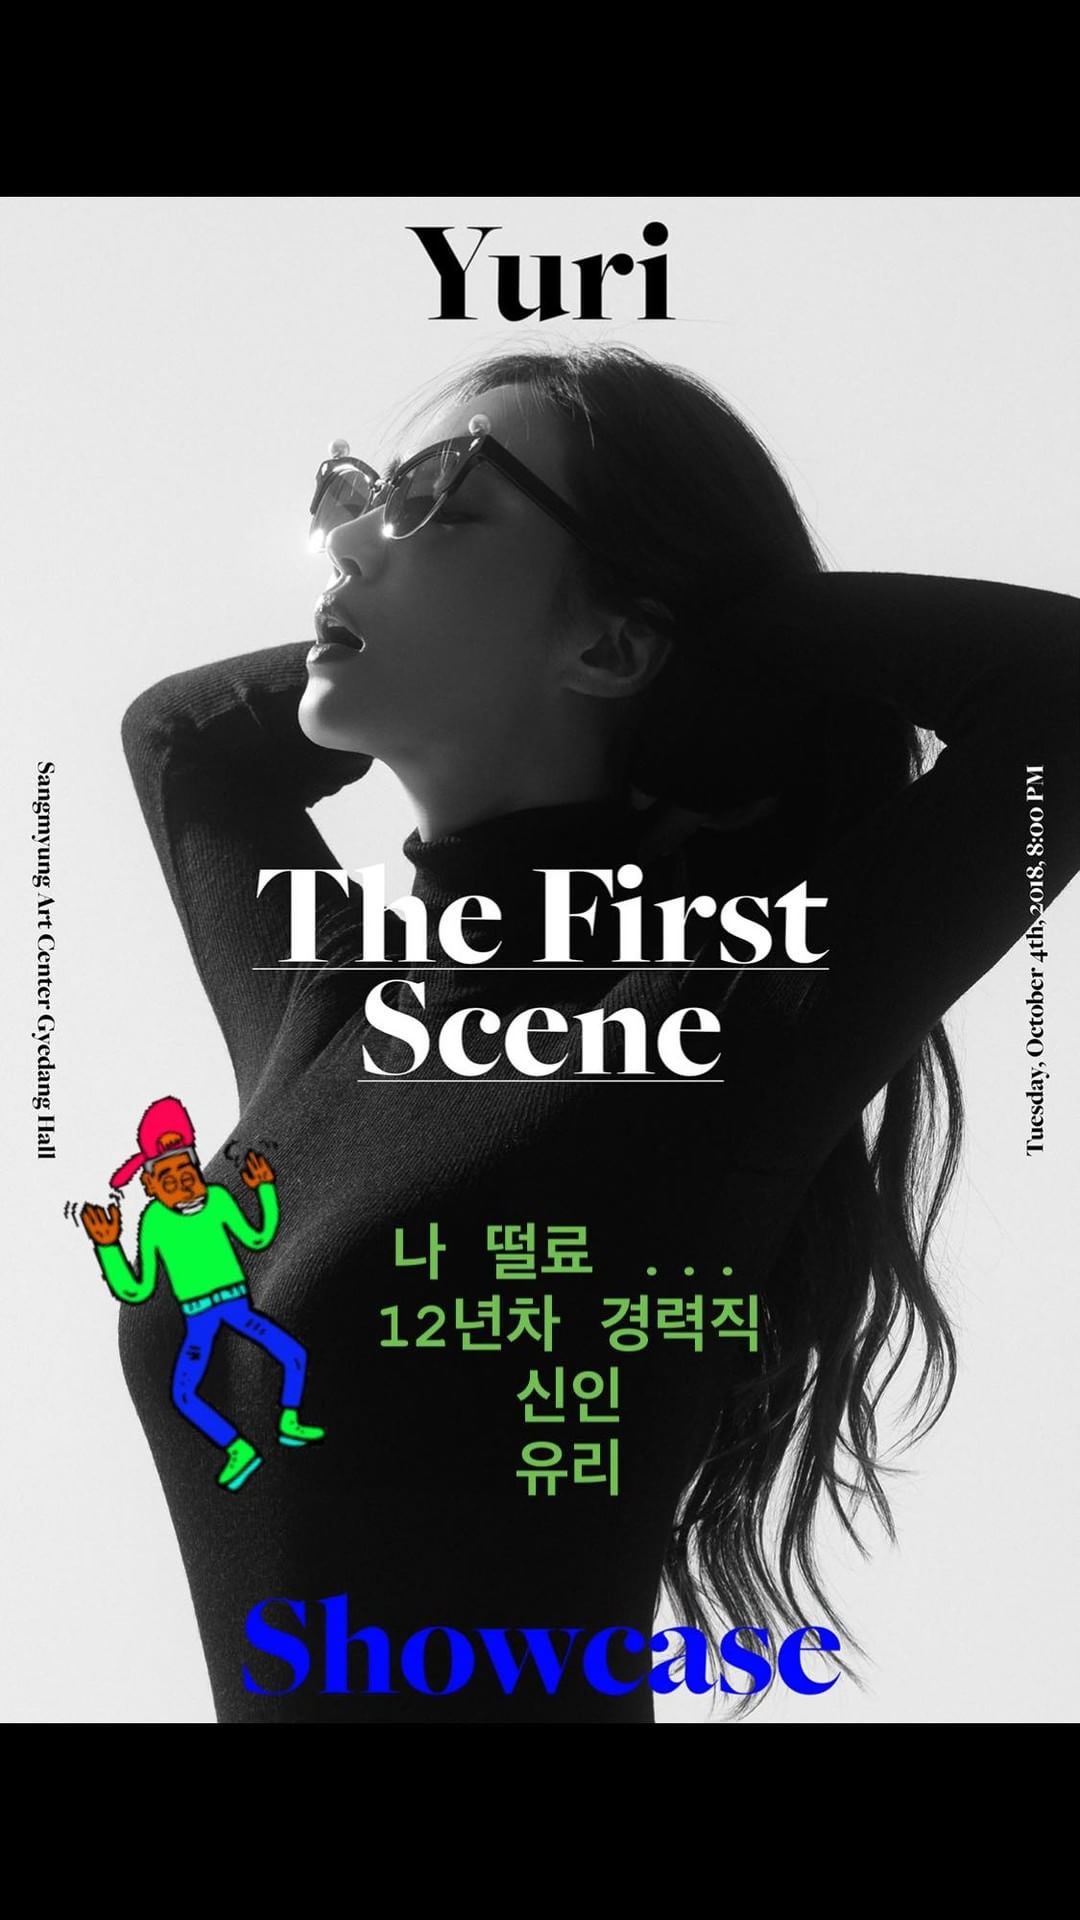 Yuri
Sangmyung Art Center Gyedang Hall
Tuesday, October 4th, 2018, 8:00 PM
The First
Scene
나 떨료 ...
12년차 경력직
신인
유리
Showcase